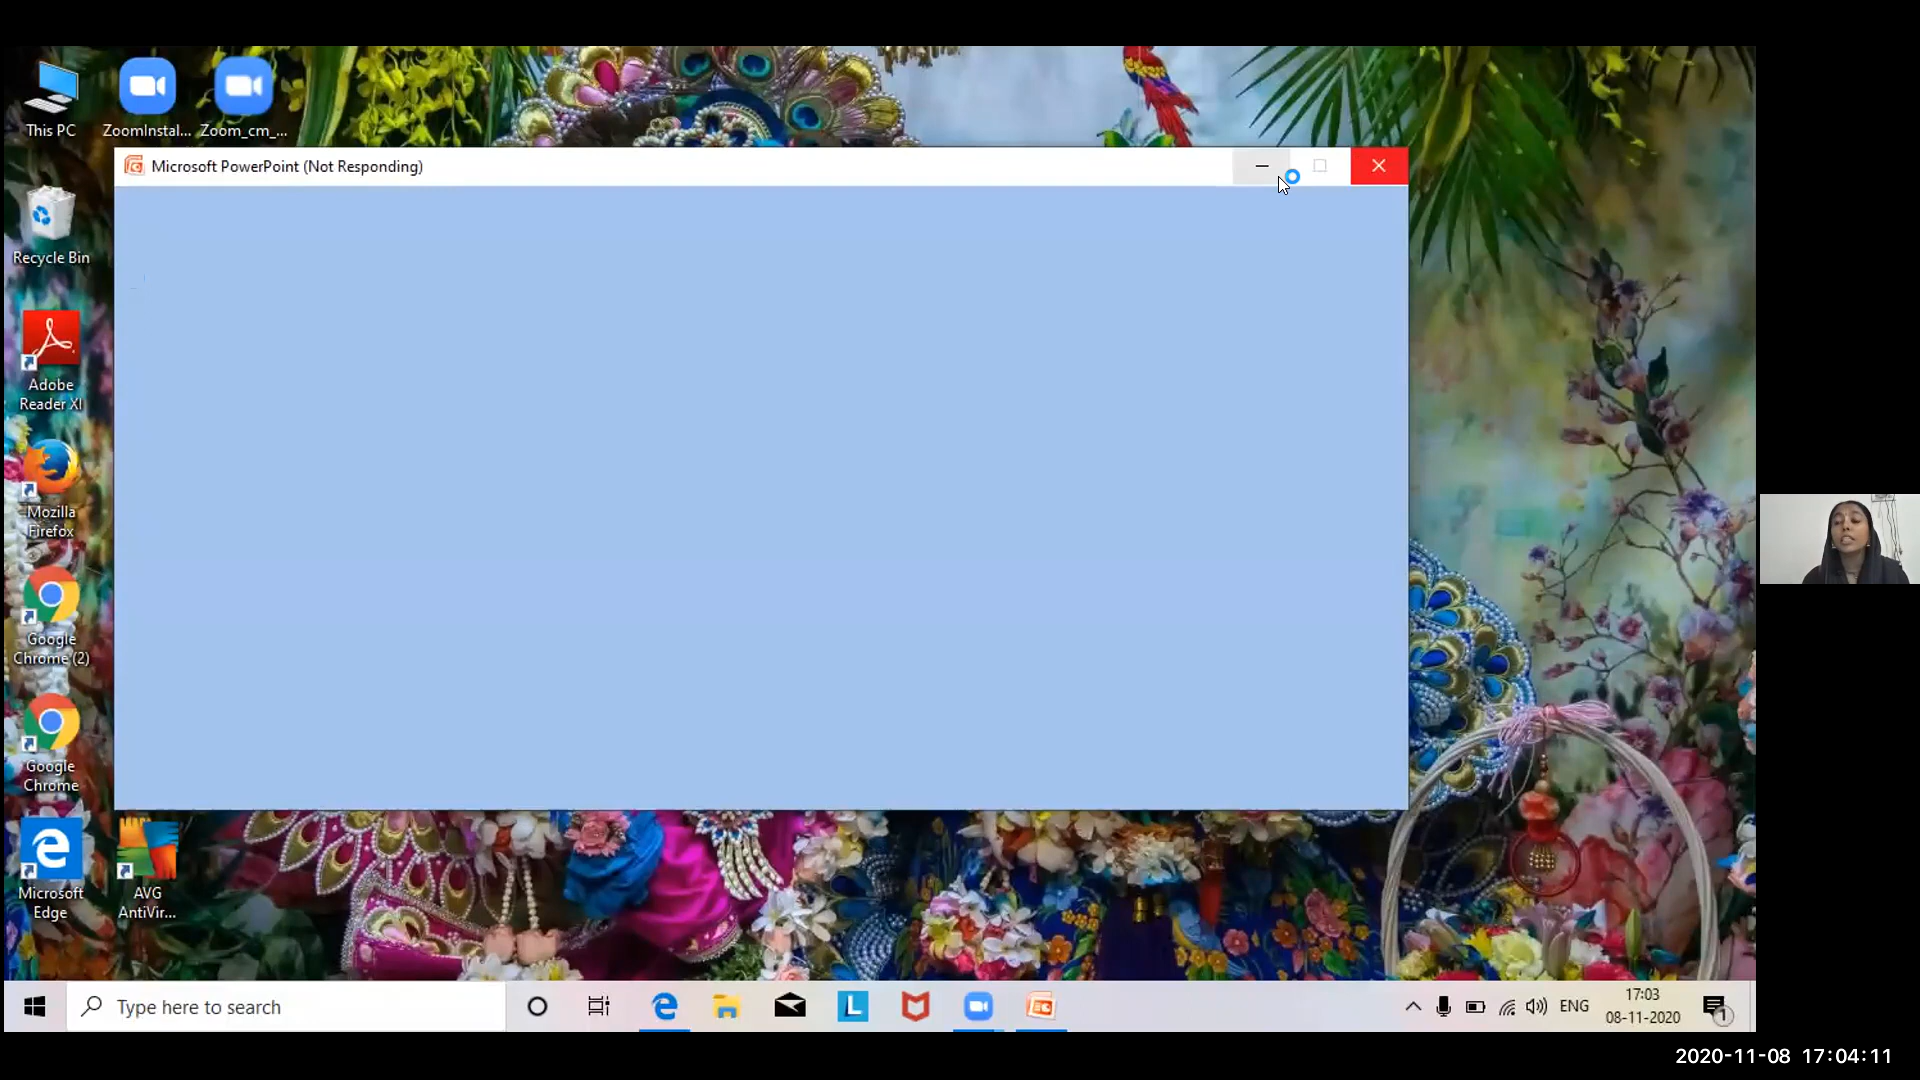 This PC
ZoomInstal...
Zoom_cm_...
Microsoft PowerPoint (Not Responding)
Recycle Bin
Adobe
Reader XI
Mozilla
Firefox
Google
Chrome (2)
Google
Chrome
Microsoft
Edge
AVG
AntiVir...
Type here to search
L
ENG
17:03
08-11-2020
1
2020-11-08 17:04:11